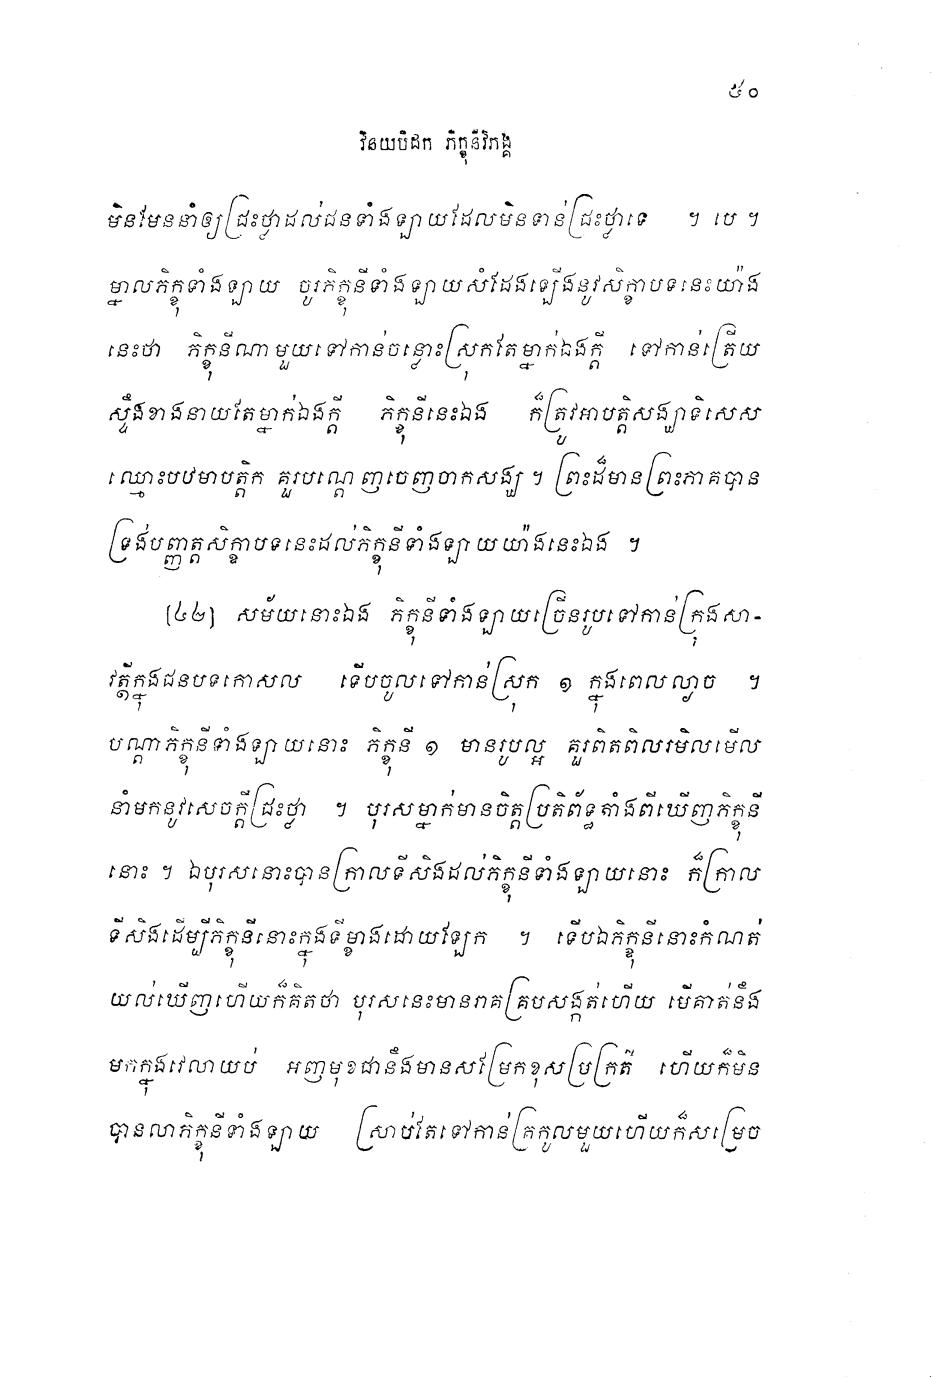 ៥០
វិនយបិដក ភិក្ខុនីវិភង្គ
មិនមែននាំឲ្យជ្រះថ្លាដល់ជនទាំងឡាយដែលមិនទាន់ជ្រះថ្លាទេ ។ បេ ។
ម្នាលភិក្ខុទាំងឡាយ ចូរភិក្ខុនីទាំងឡាយសំដែងឡើងនូវសិក្ខាបទនេះយ៉ាង
នេះថា ភិក្ខុនីណាមួយទៅកាន់ចន្លោះស្រុកតែម្នាក់ឯងក្តី ទៅកាន់ត្រើយ
ស្ទឹងខាងនាយតែម្នាក់ឯងក្តី ភិក្ខុនីនេះឯង ក៏ត្រូវអាបត្តិសង្ឃាទិសេស
ឈ្មោះបឋមាបត្តិក គួរបណ្តេញចេញចាកសង្ឃ ។ ព្រះដ៏មានព្រះភាគបាន
ទ្រង់បញ្ញត្តសិក្ខាបទនេះដល់ភិក្ខុនីទាំងឡាយយ៉ាងនេះឯង ។
[៤២] សម័យនោះឯង ភិក្ខុនីទាំងឡាយច្រើនរូបទៅកាន់ក្រុងសា-
វត្ថីក្នុងជនបទកោសល ទើបចូលទៅកាន់ស្រុក ១ ក្នុងពេលល្ងាច ។
បណ្តាភិក្ខុនីទាំងឡាយនោះ ភិក្ខុនី ១ មានរូបល្អ គួរពិតពិលរមិលមើល
នាំមកនូវសេចក្តីជ្រះថ្លា ។ បុរសម្នាក់មានចិត្តប្រតិព័ទ្ធតាំងពីឃើញភិក្ខុនី
នោះ ។ ឯបុរសនោះបានក្រាលទីសិងដល់ភិក្ខុនីទាំងឡាយនោះ ក៏ក្រាល
ទីសិងដើម្បីភិក្ខុនីនោះក្នុងទីម្ខាងដោយឡែក ។ ទើបឯភិក្ខុនីនោះកំណត់
យល់ឃើញហើយក៏គិតថា បុរសនេះមានរាគគ្របសង្កត់ហើយ បើគាត់នឹង
មកក្នុងវេលាយប់ អញមុខជានឹងមានសម្រែកខុសប្រក្រតី ហើយក៏មិន
បានលាភិក្ខុនីទាំងឡាយ ស្រាប់តែទៅកាន់ត្រកូលមួយហើយក៏សម្រេច